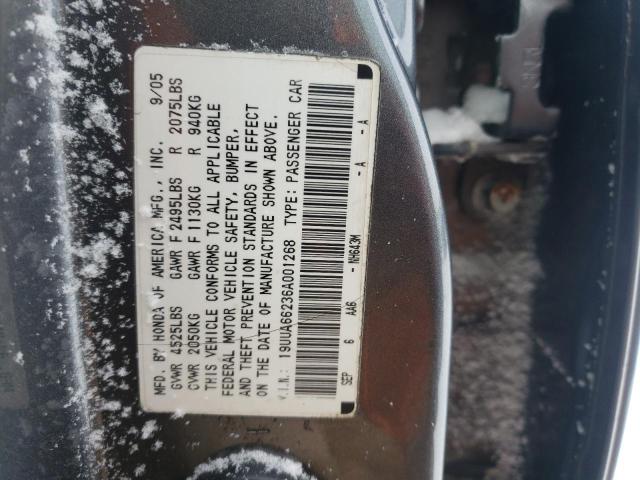 MFD. BY HONDA OF AMERICA MFG., INC. 9/05
GVWR 4525LBS GAWR F 2495LBS R 2075LBS
GVWR 2050KG GAWR F 1130KG R 940KG
THIS VEHICLE CONFORMS TO ALL APPLICABLE
FEDERAL MOTOR VEHICLE SAFETY, BUMPER,
AND THEFT PREVENTION STANDARDS IN EFFECT
ON THE DATE OF MANUFACTURE SHOWN ABOVE.
V.I.N.: 19UUA66236A001268 TYPE: PASSENGER CAR
SEP 6 AA6 -NH643M -A -A